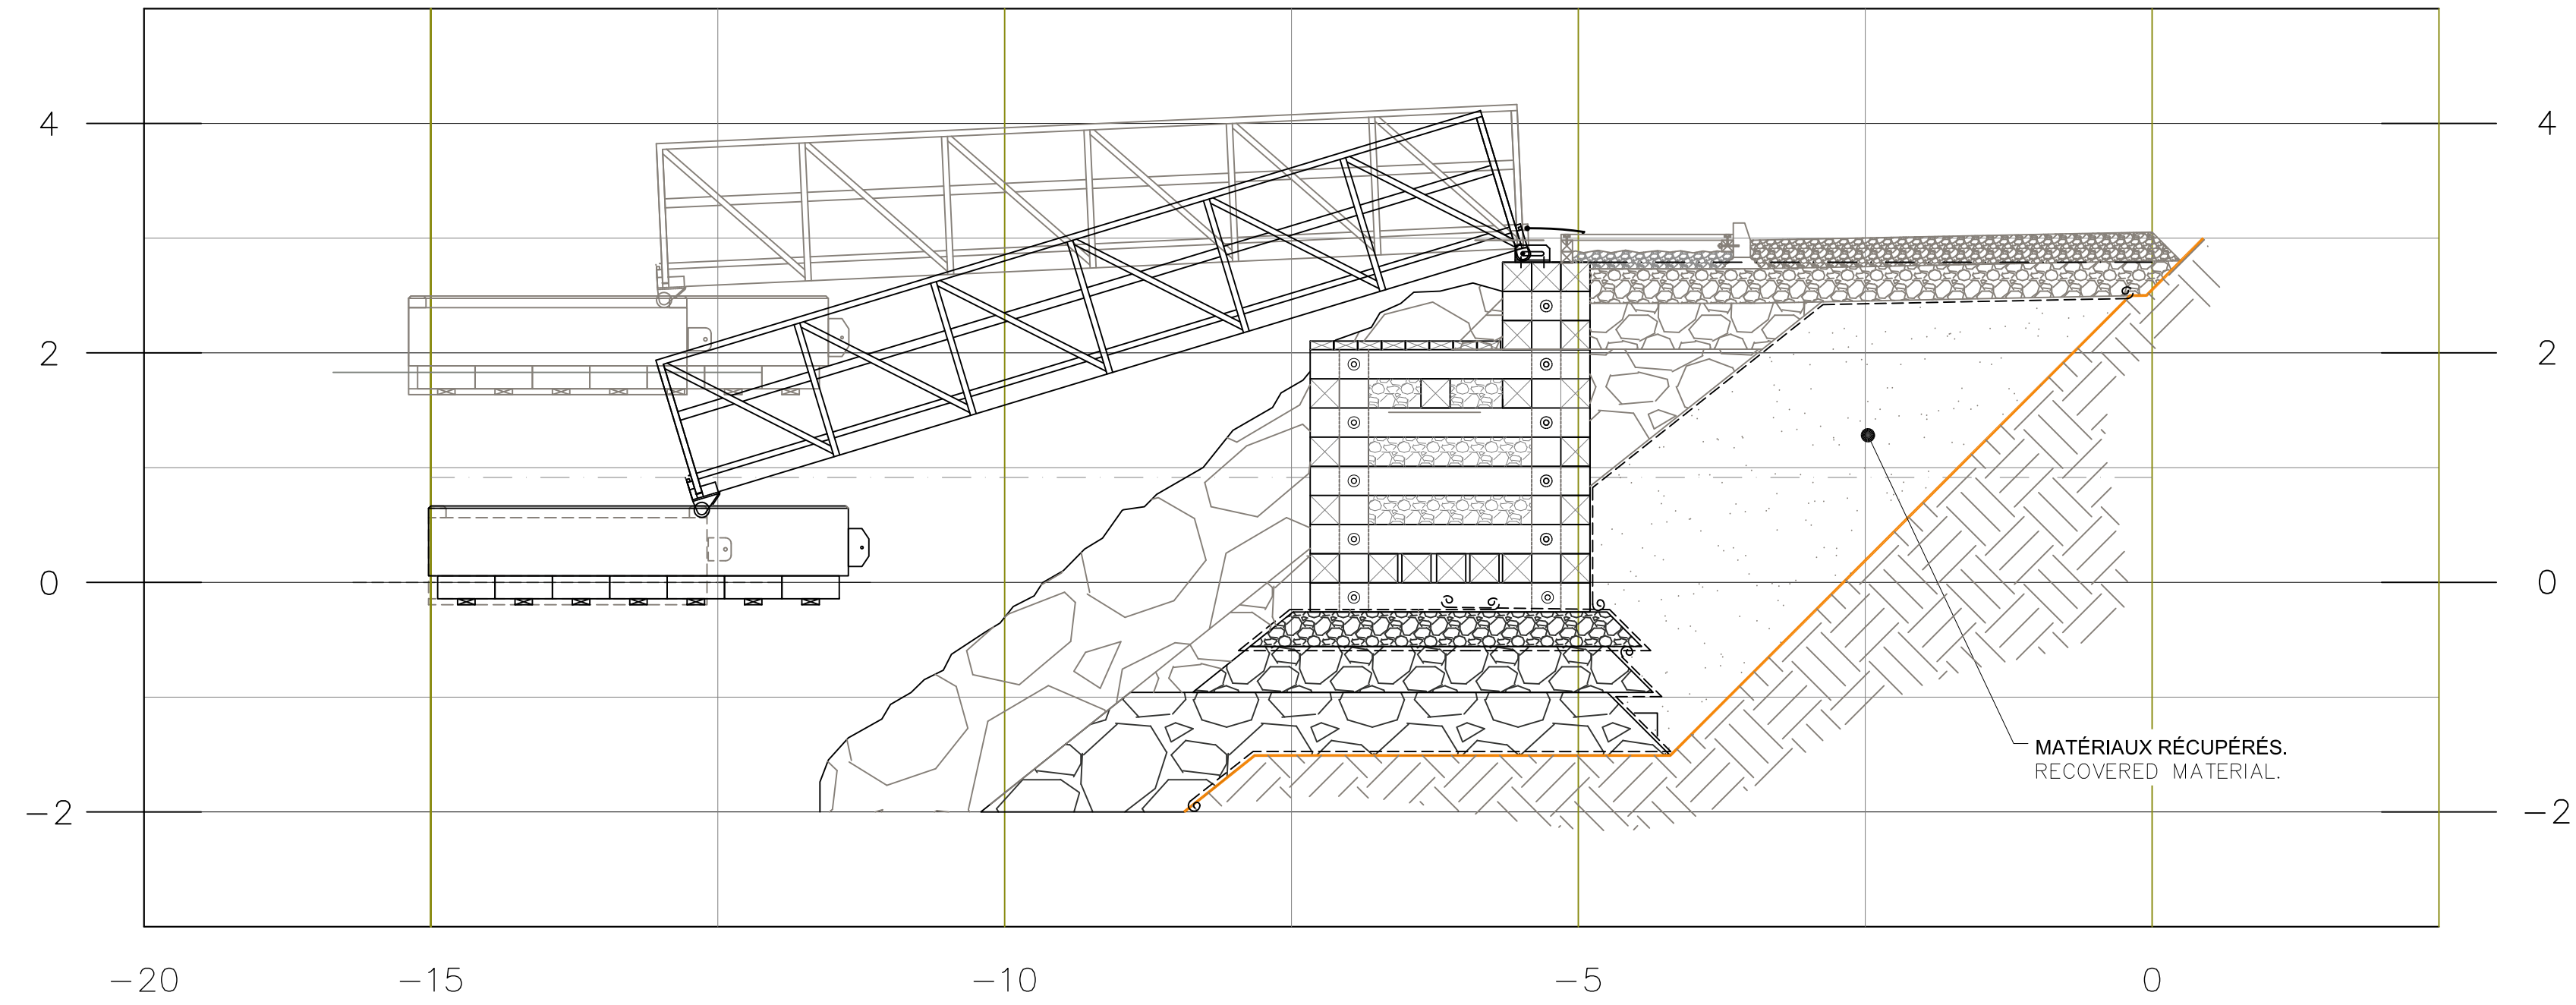 4 4
2 2
0 0
-2 -2
MATÉRIAUX RÉCUPÉRÉS.
RECOVERED MATERIAL.
-20 -15 -10 -5 0